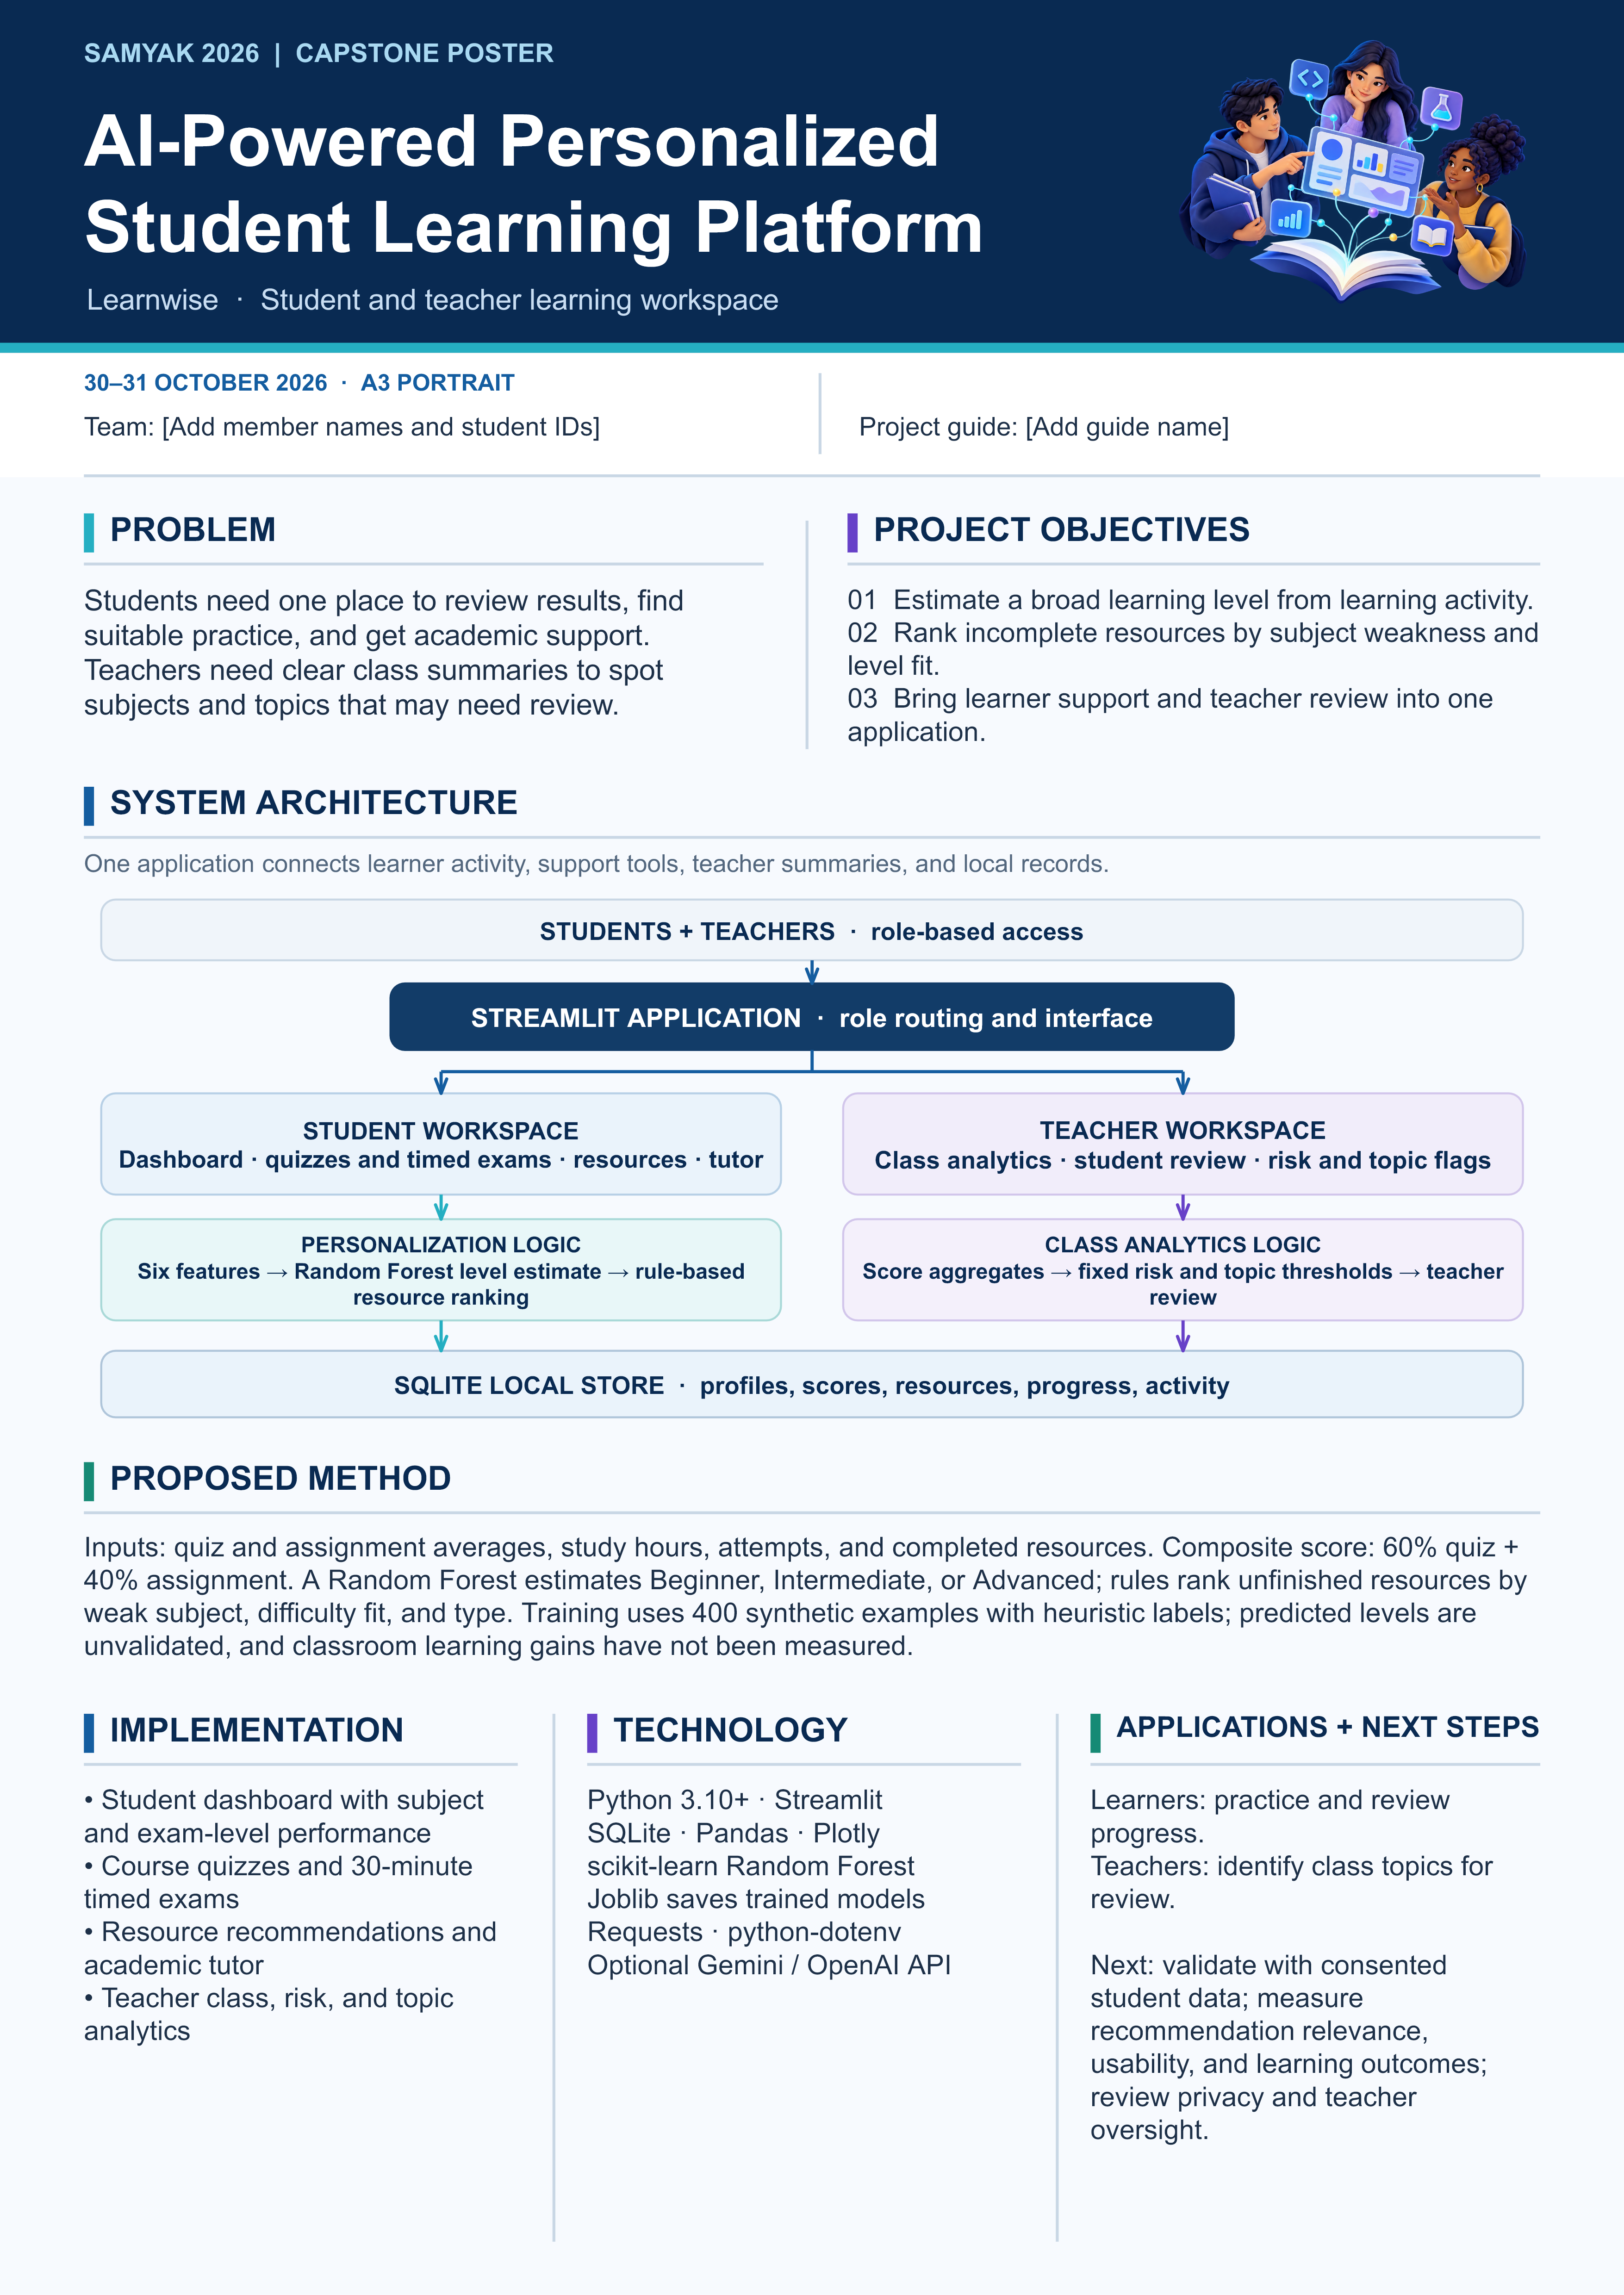 SAMYAK 2026 | CAPSTONE POSTER
AI-Powered Personalized
Student Learning Platform
Learnwise · Student and teacher learning workspace
30–31 OCTOBER 2026 · A3 PORTRAIT
Team: [Add member names and student IDs]
Project guide: [Add guide name]
PROBLEM
Students need one place to review results, find
suitable practice, and get academic support.
Teachers need clear class summaries to spot
subjects and topics that may need review.
PROJECT OBJECTIVES
01 Estimate a broad learning level from learning activity.
02 Rank incomplete resources by subject weakness and
level fit.
03 Bring learner support and teacher review into one
application.
SYSTEM ARCHITECTURE
One application connects learner activity, support tools, teacher summaries, and local records.
STUDENTS + TEACHERS · role-based access
STREAMLIT APPLICATION · role routing and interface
STUDENT WORKSPACE
Dashboard · quizzes and timed exams · resources · tutor
TEACHER WORKSPACE
Class analytics · student review · risk and topic flags
PERSONALIZATION LOGIC
Six features → Random Forest level estimate → rule-based
resource ranking
CLASS ANALYTICS LOGIC
Score aggregates → fixed risk and topic thresholds → teacher
review
SQLITE LOCAL STORE · profiles, scores, resources, progress, activity
PROPOSED METHOD
Inputs: quiz and assignment averages, study hours, attempts, and completed resources. Composite score: 60% quiz +
40% assignment. A Random Forest estimates Beginner, Intermediate, or Advanced; rules rank unfinished resources by
weak subject, difficulty fit, and type. Training uses 400 synthetic examples with heuristic labels; predicted levels are
unvalidated, and classroom learning gains have not been measured.
IMPLEMENTATION
• Student dashboard with subject
and exam-level performance
• Course quizzes and 30-minute
timed exams
• Resource recommendations and
academic tutor
• Teacher class, risk, and topic
analytics
TECHNOLOGY
Python 3.10+ · Streamlit
SQLite · Pandas · Plotly
scikit-learn Random Forest
Joblib saves trained models
Requests · python-dotenv
Optional Gemini / OpenAI API
APPLICATIONS + NEXT STEPS
Learners: practice and review
progress.
Teachers: identify class topics for
review.
Next: validate with consented
student data; measure
recommendation relevance,
usability, and learning outcomes;
review privacy and teacher
oversight.